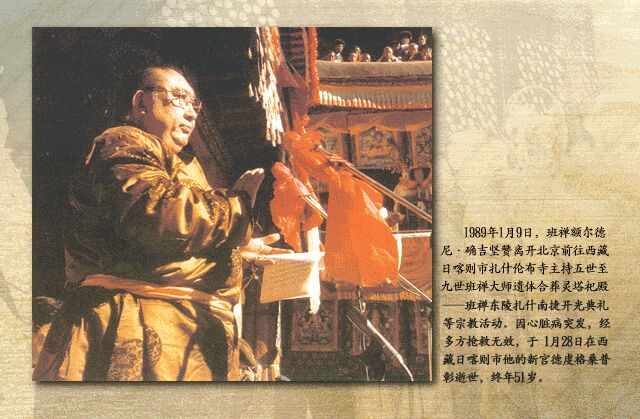 1989年1月9日，班禅额尔德
尼·确吉坚赞离开北京前往西藏
日喀则市扎什伦布寺主持五世至
九世班禅大师遗体合葬灵塔祀殿
——班禅东陵扎什南捷开光典礼
等宗教活动。因心脏病突发，经
多方抢救无效，于 1月28日在西
藏日喀则市他的新宫德虔格桑普
彰逝世，终年51岁。